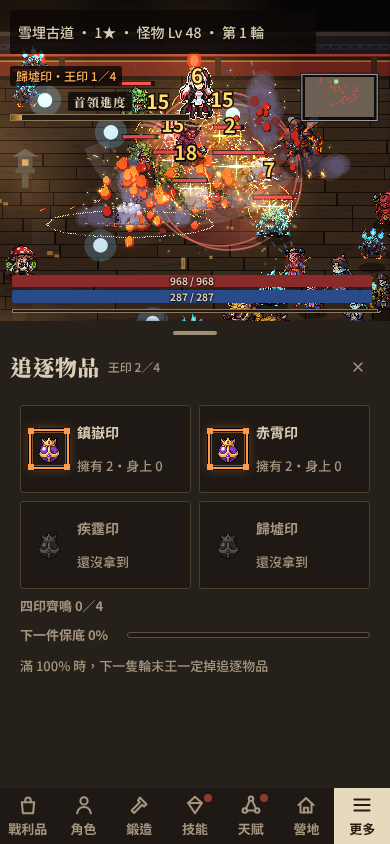 雪埋古道 · 1★ · 怪物 Lv 48 · 第 1 輪
歸墟印·王印 1／4
首領進度
6
15
15
15
2
18
7
968 / 968
287 / 287
追逐物品 王印 2／4 ×
鎮嶽印
擁有 2·身上 0
赤霄印
擁有 2·身上 0
疾霆印
還沒拿到
歸墟印
還沒拿到
四印齊鳴 0／4
下一件保底 0%
滿 100% 時，下一隻輪末王一定掉追逐物品
戰利品 角色 鍛造 技能 天賦 營地 更多